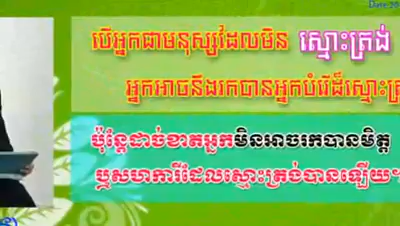 បើអ្នកជាមនុស្សដែលមិន ស្មោះត្រង់
អ្នកអាចនឹងរកបានអ្នកបំរើដ៏ស្មោះ
ប៉ុន្តែដាច់ខាតអ្នកមិនអាចរកបានមិត្ត
ឬសហការីដែលស្មោះត្រង់បានឡើយ។